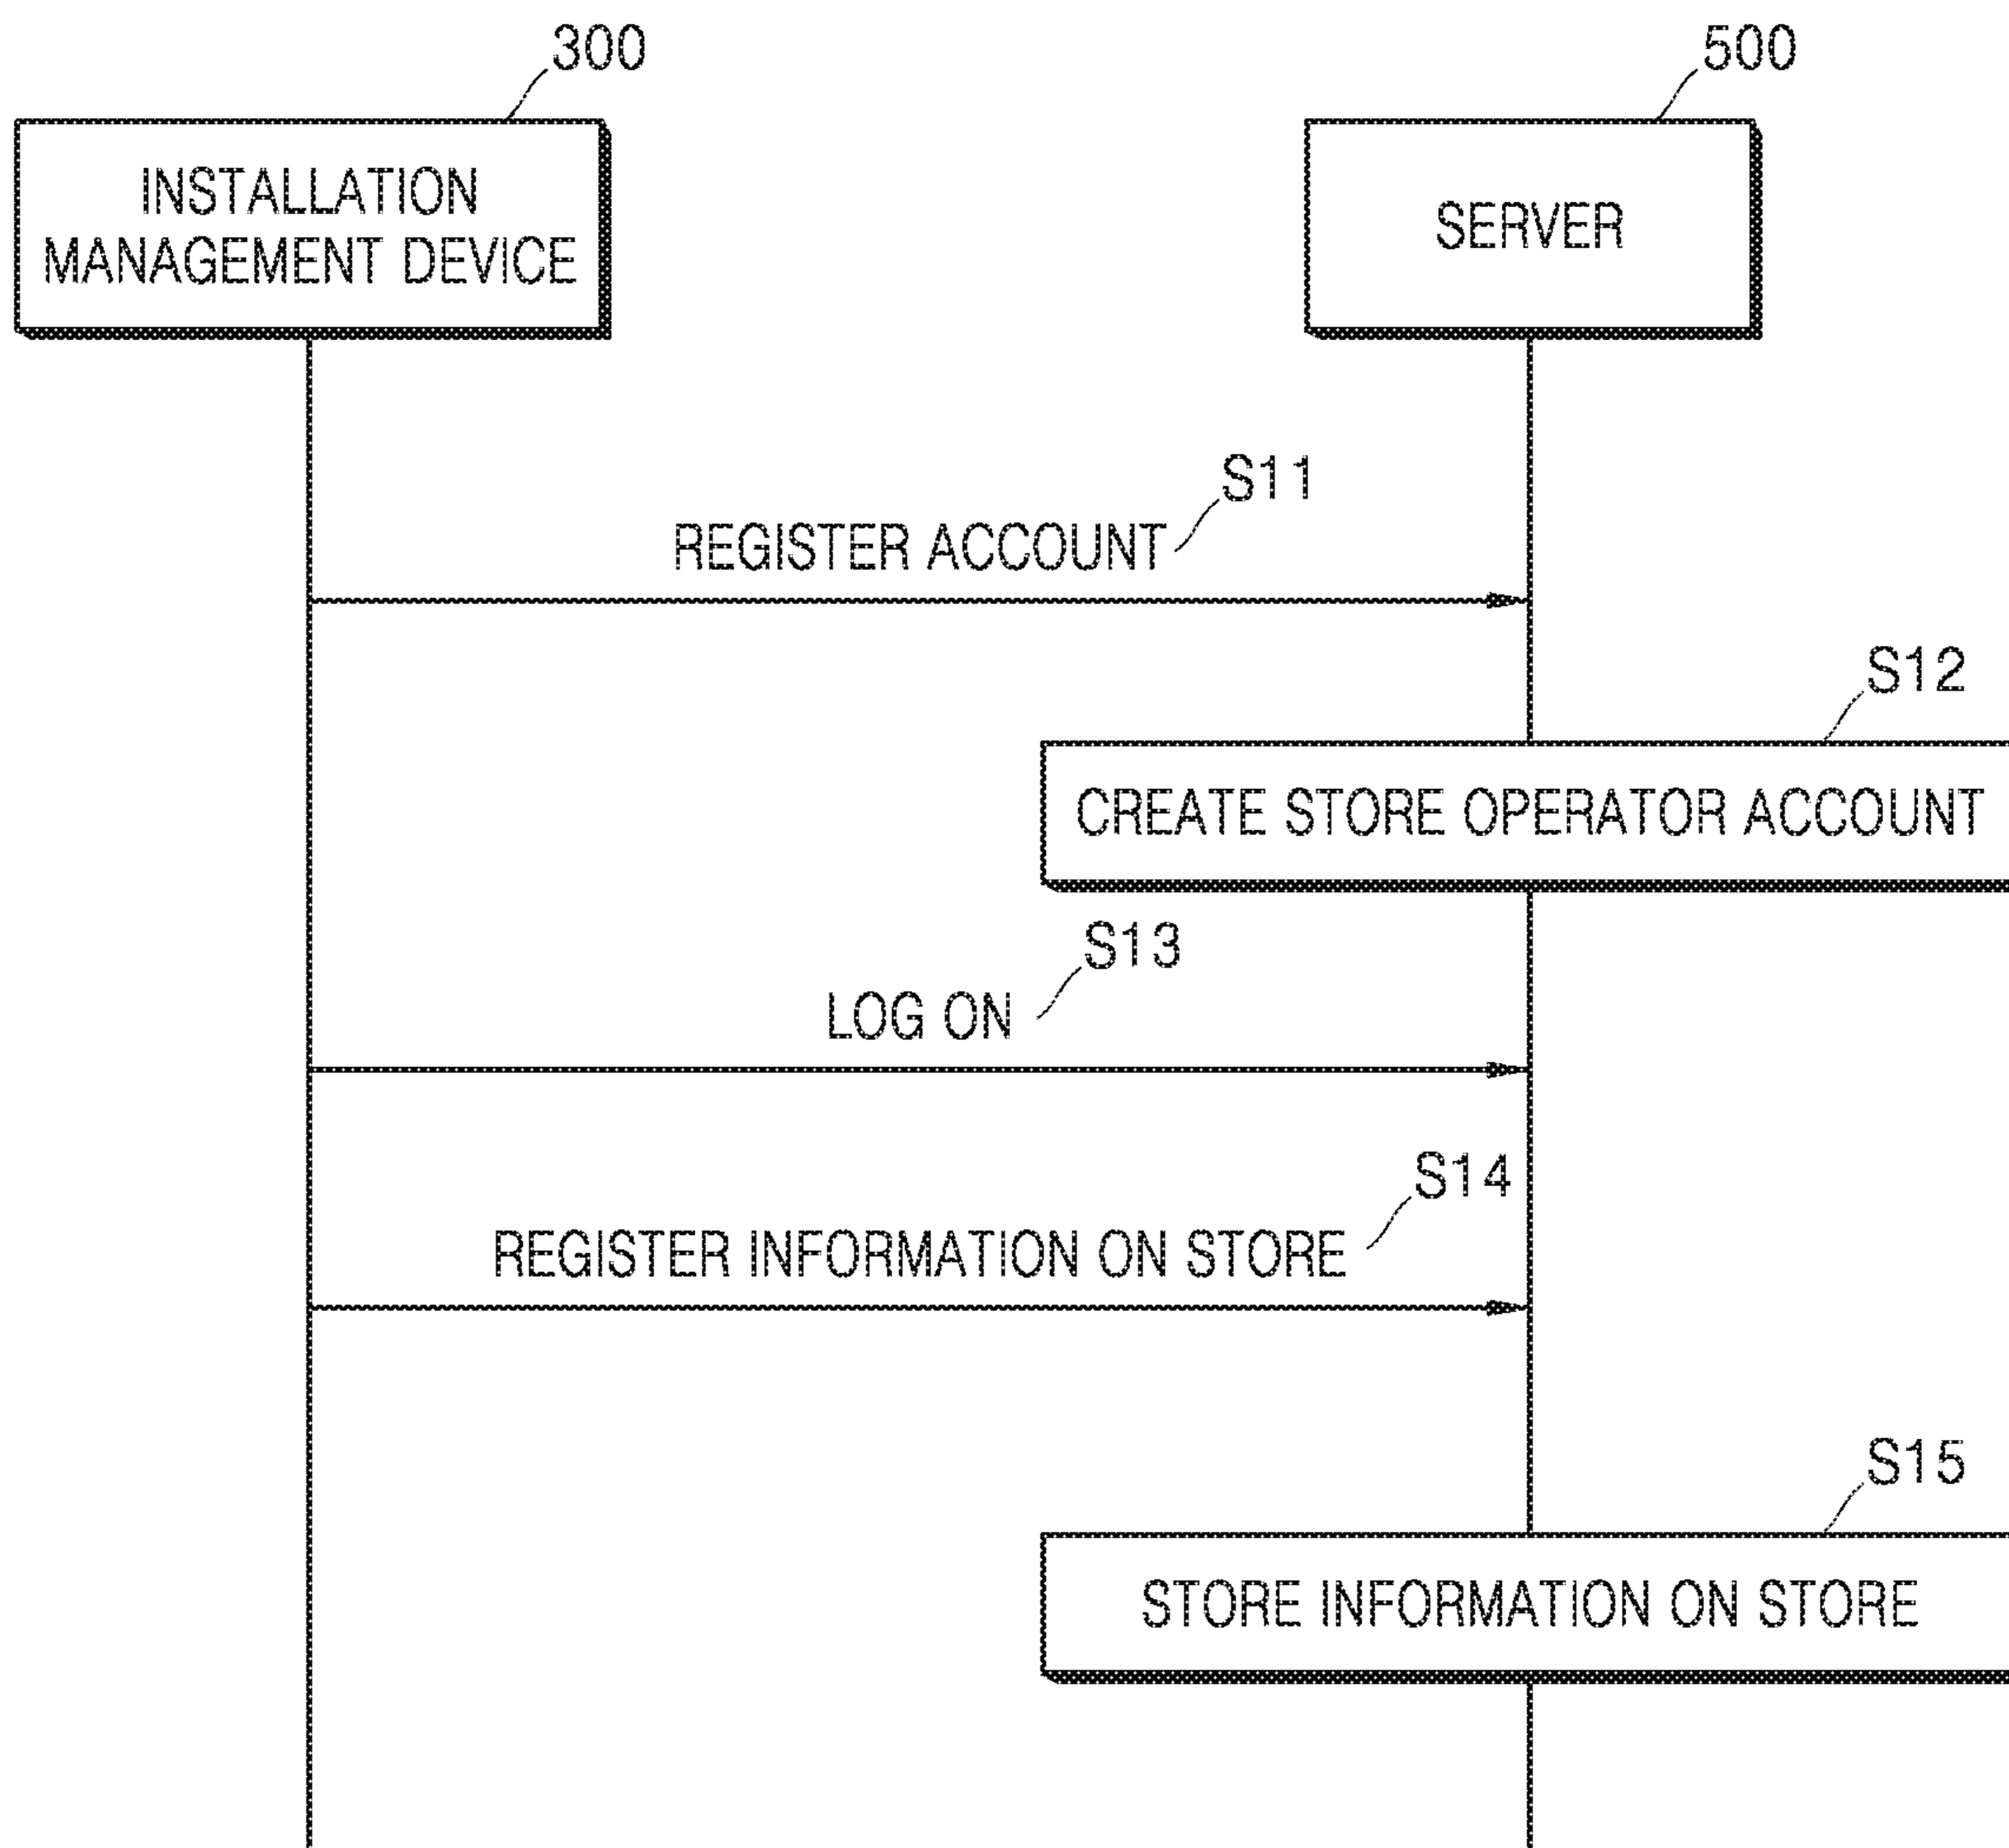 300
500
INSTALLATION
MANAGEMENT DEVICE
SERVER
S11
REGISTER ACCOUNT
S12
CREATE STORE OPERATOR ACCOUNT
S13
LOG ON
S14
REGISTER INFORMATION ON STORE
S15
STORE INFORMATION ON STORE